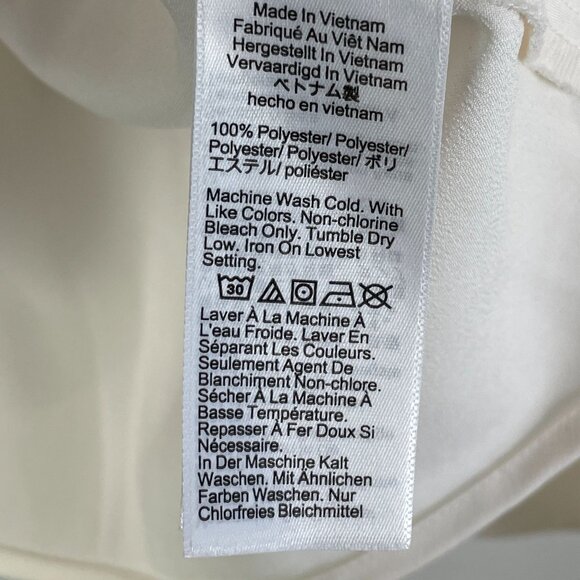 Made In Vietnam
Fabriqué Au Viêt Nam
Hergestellt In Vietnam
Vervaardigd In Vietnam
ベトナム製
hecho en vietnam
100% Polyester/ Polyester/
Polyester/ Polyester/ ポリ
エステル/ poliéster
Machine Wash Cold. With
Like Colors. Non-chlorine
Bleach Only. Tumble Dry
Low. Iron On Lowest
Setting.
30
Laver À La Machine À
L'eau Froide. Laver En
Séparant Les Couleurs.
Seulement Agent De
Blanchiment Non-chlore.
Sécher À La Machine À
Basse Température.
Repasser À Fer Doux Si
Nécessaire.
In Der Maschine Kalt
Waschen. Mit Ähnlichen
Farben Waschen. Nur
Chlorfreies Bleichmittel